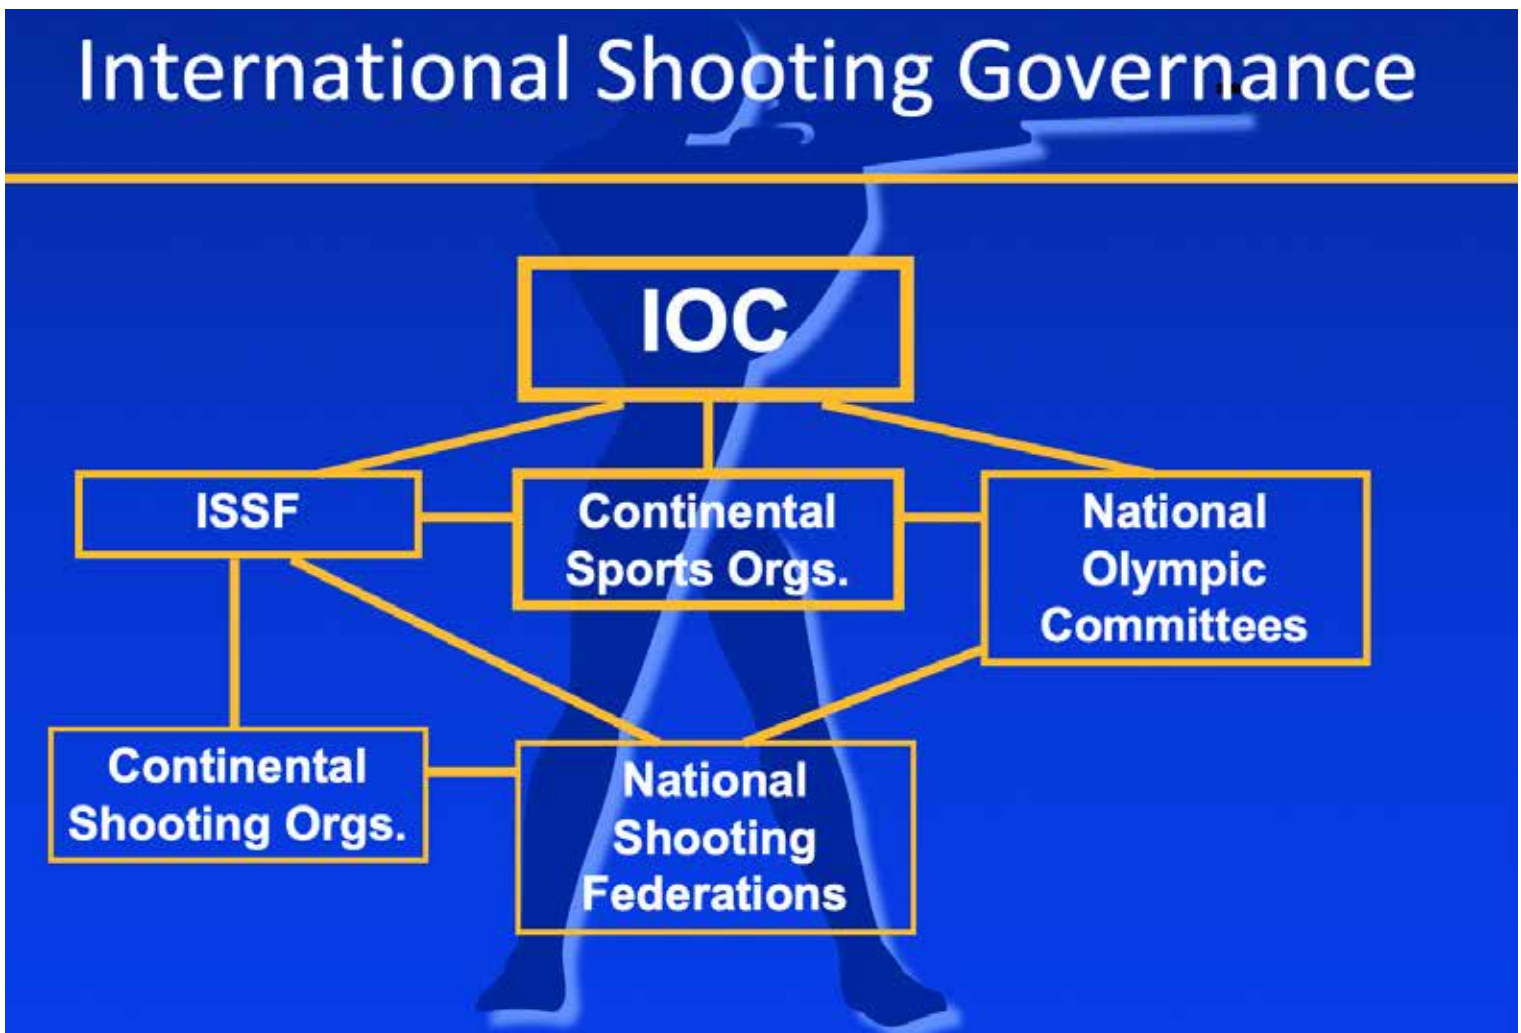 International Shooting Governance
IOC
ISSF
Continental
Sports Orgs.
National
Olympic
Committees
Continental
Shooting Orgs.
National
Shooting
Federations